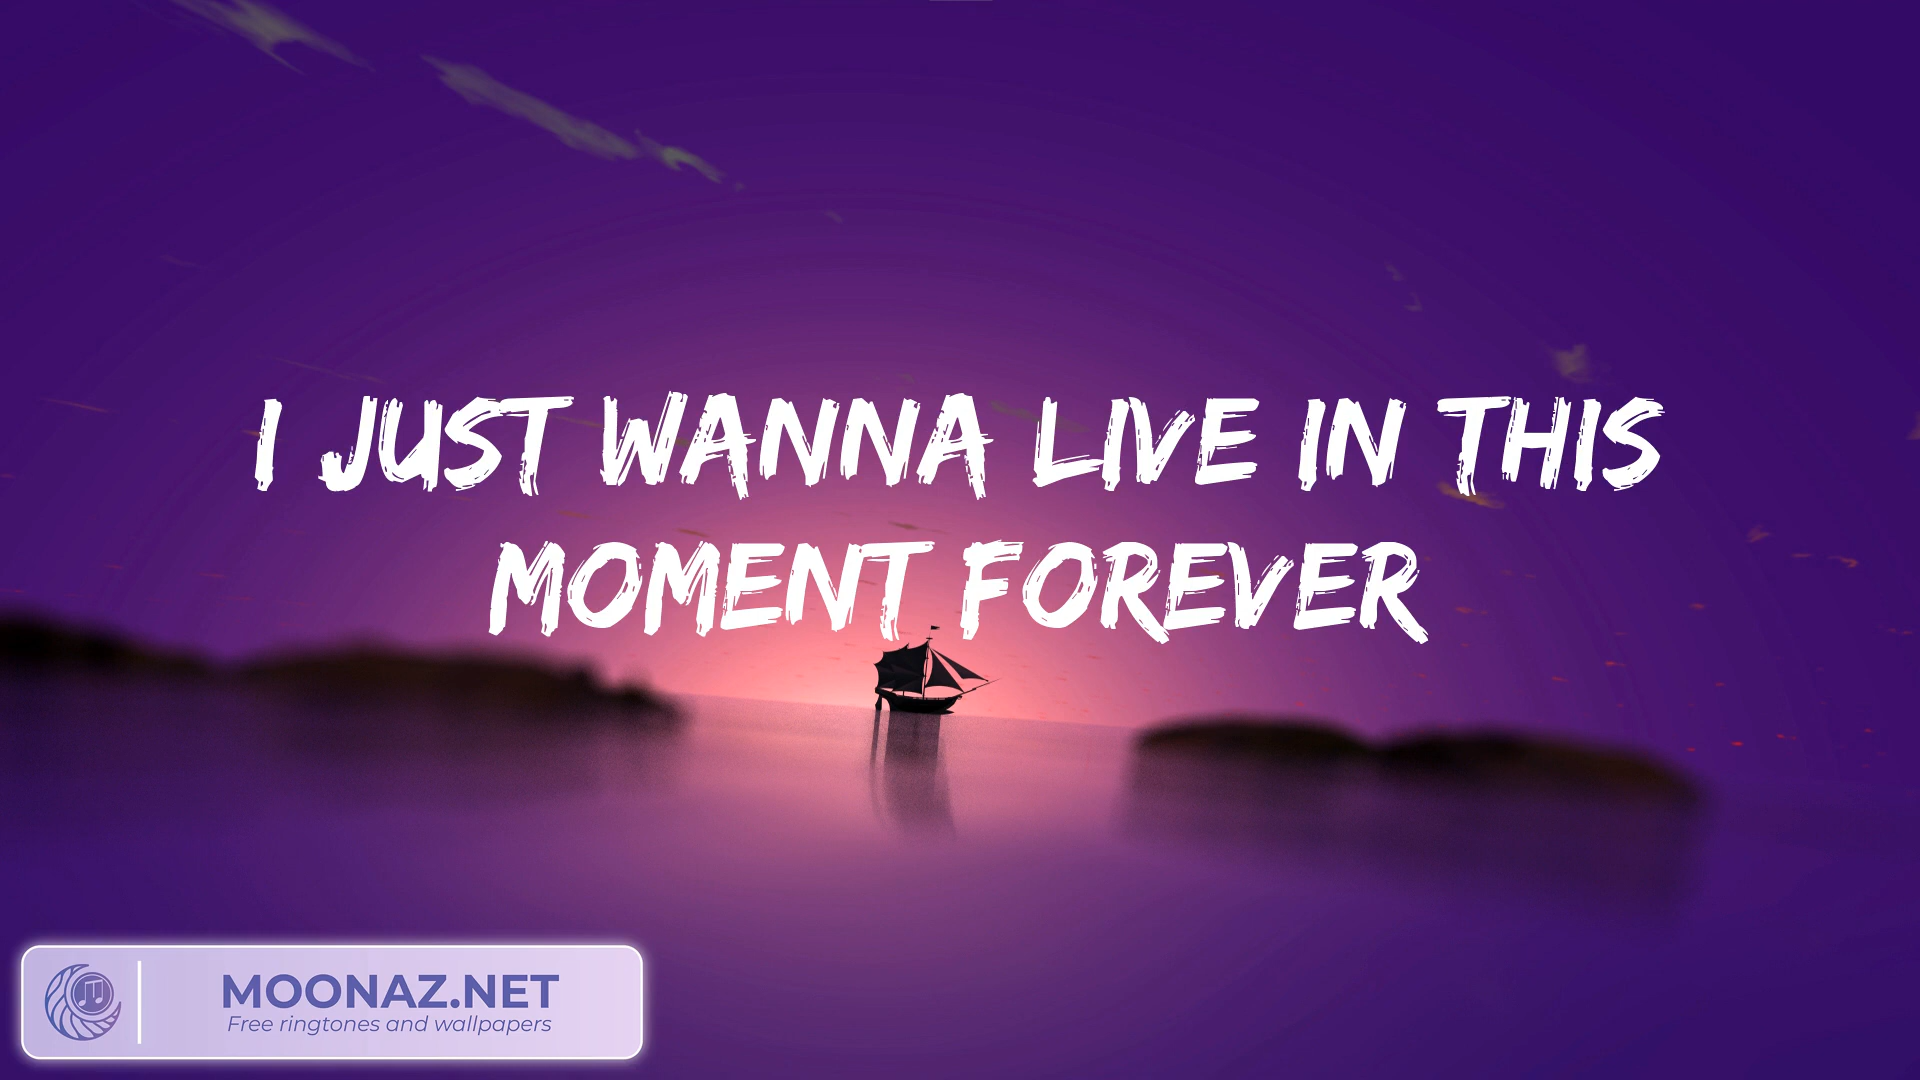 I JUST WANNA LIVE IN THIS
MOMENT FOREVER
MOONAZ.NET
Free ringtones and wallpapers